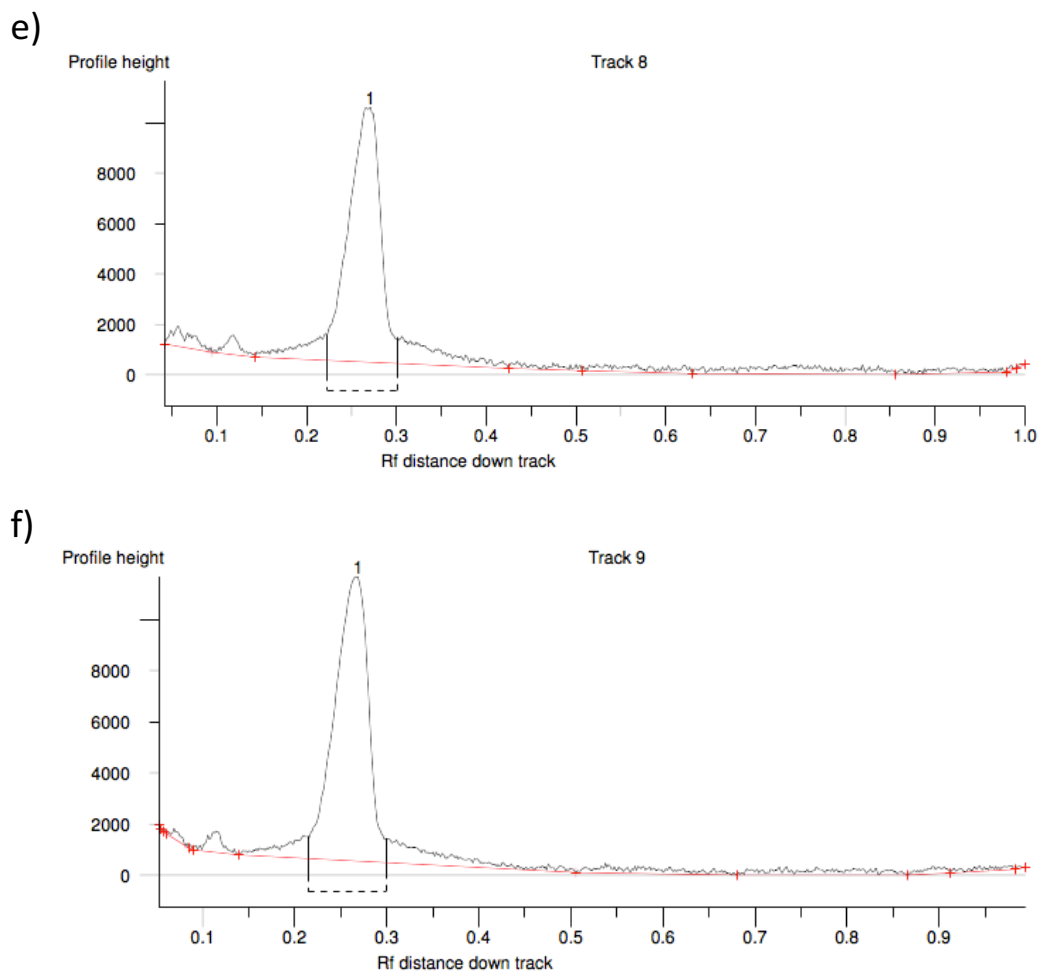 e)
Profile height Track 8
1
8000
6000
4000
2000
0
0.1 0.2 0.3 0.4 0.5 0.6 0.7 0.8 0.9 1.0
Rf distance down track
f)
Profile height Track 9
1
8000
6000
4000
2000
0
0.1 0.2 0.3 0.4 0.5 0.6 0.7 0.8 0.9
Rf distance down track